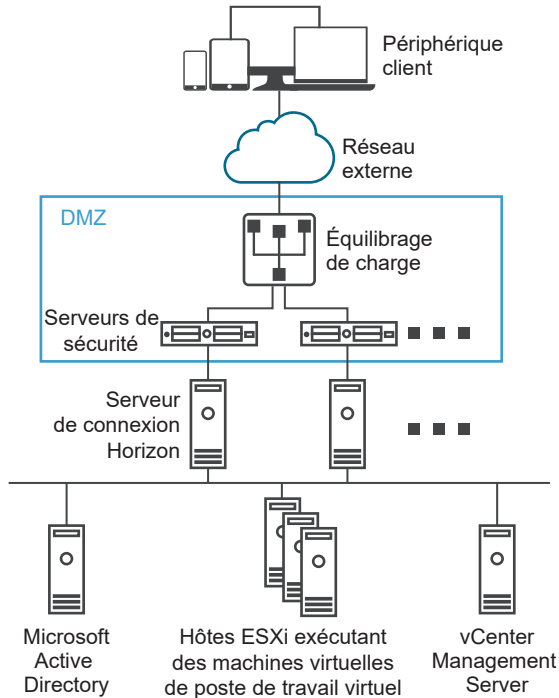 Périphérique
client
Réseau
externe
DMZ
Équilibrage
de charge
Serveurs de
sécurité
Serveur
de connexion
Horizon
Microsoft
Active
Directory
Hôtes ESXi exécutant
des machines virtuelles
de poste de travail virtuel
vCenter
Management
Server